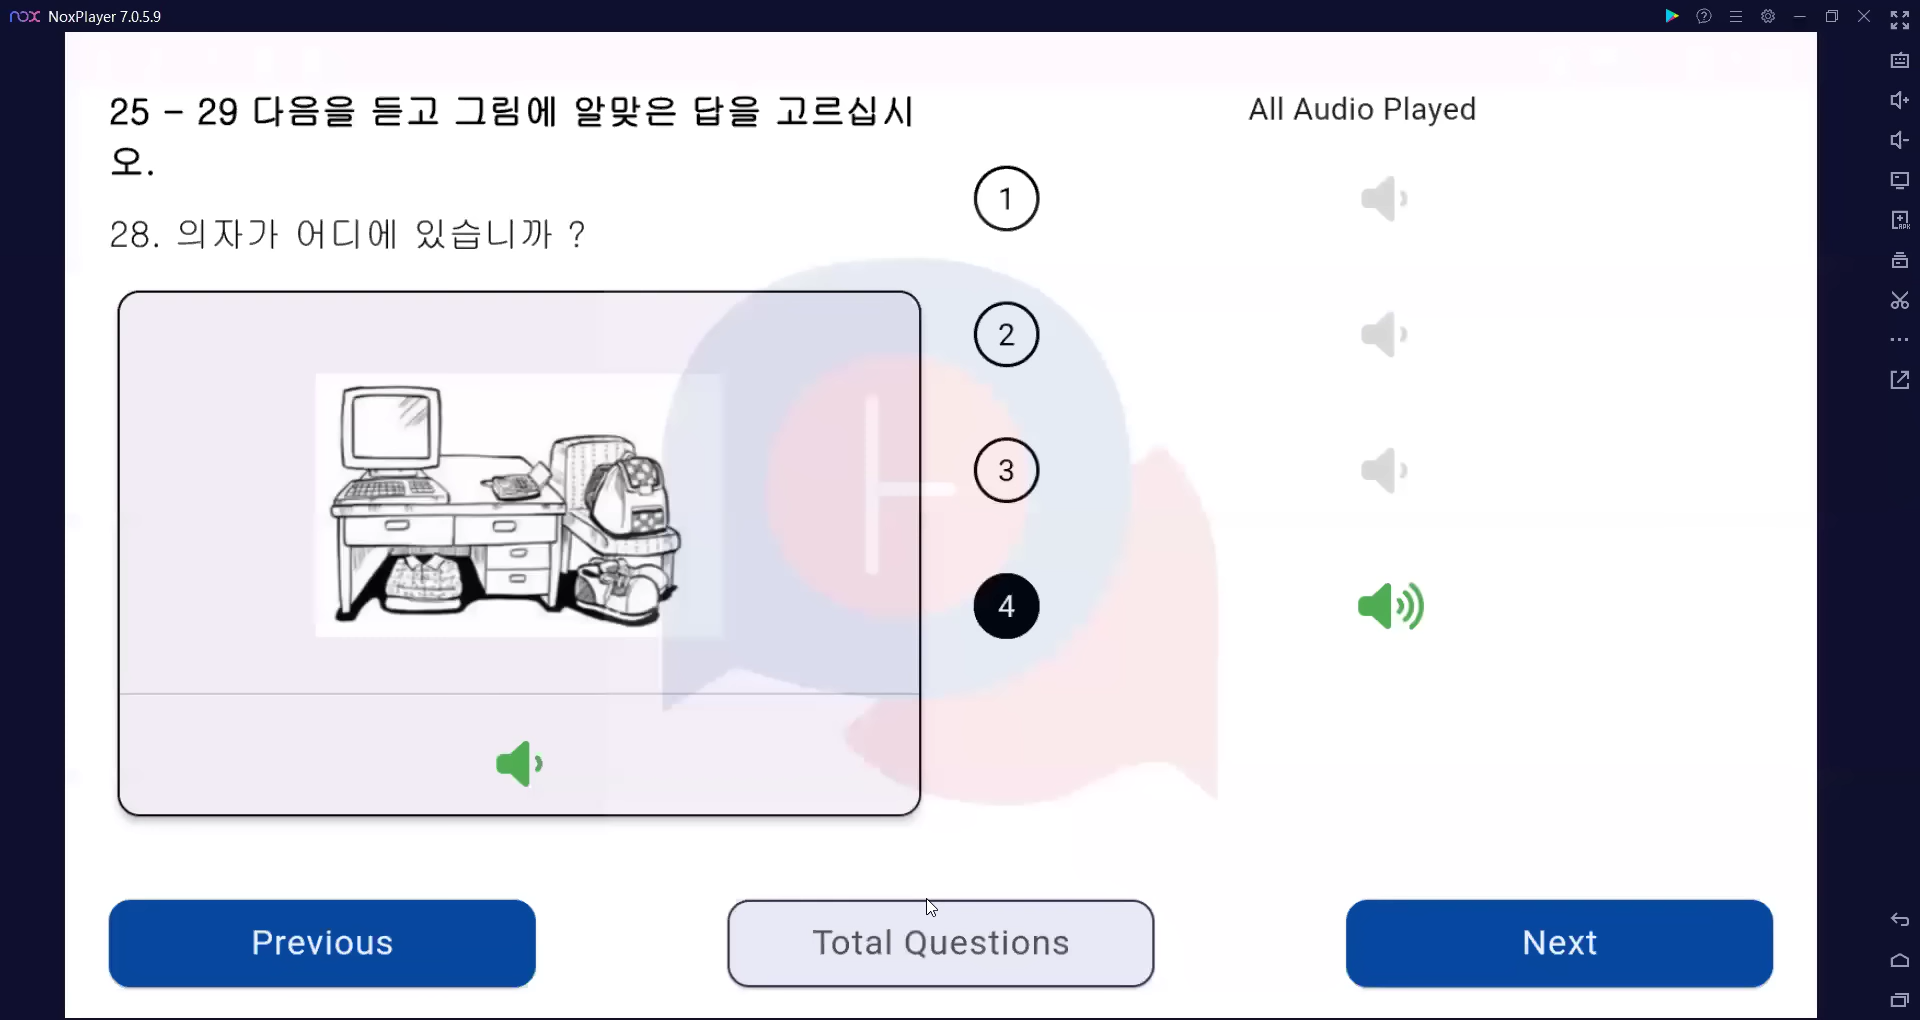 nox NoxPlayer 7.0.5.9
25 – 29 다음을 듣고 그림에 알맞은 답을 고르십시
오.
28. 의자가 어디에 있습니까 ?
All Audio Played
1
2
3
4
Previous
Total Questions
Next